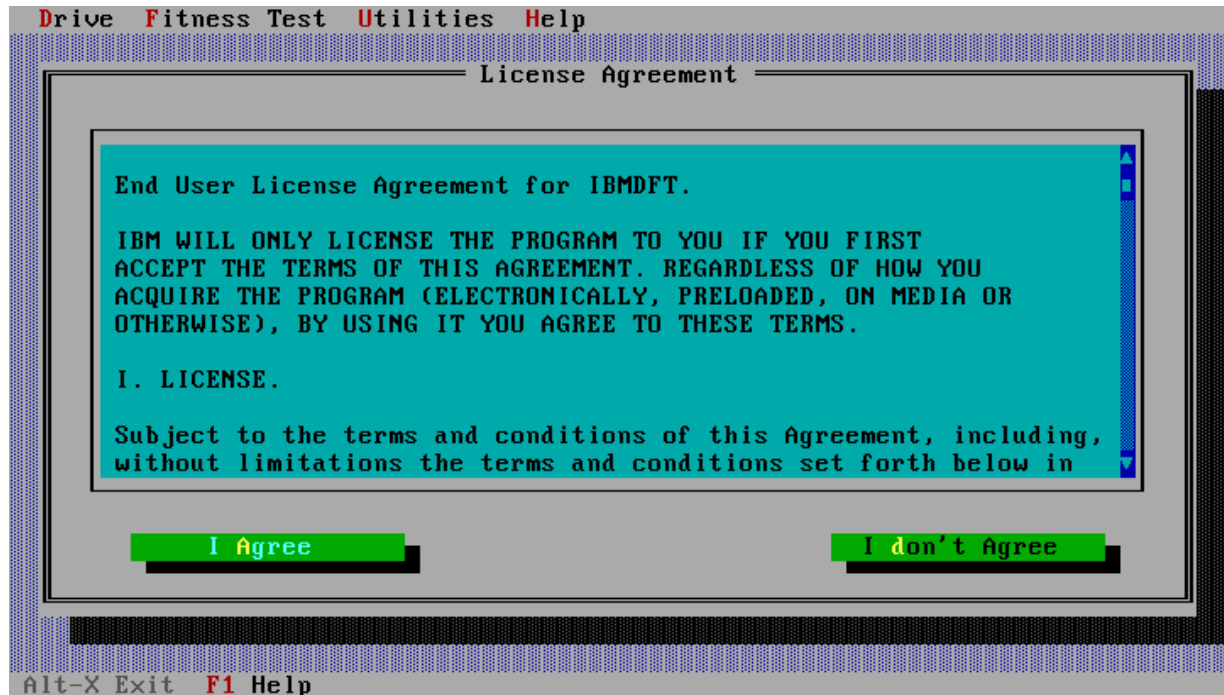 Drive Fitness Test Utilities Help
License Agreement
End User License Agreement for IBMDFT.
IBM WILL ONLY LICENSE THE PROGRAM TO YOU IF YOU FIRST
ACCEPT THE TERMS OF THIS AGREEMENT. REGARDLESS OF HOW YOU
ACQUIRE THE PROGRAM (ELECTRONICALLY, PRELOADED, ON MEDIA OR
OTHERWISE), BY USING IT YOU AGREE TO THESE TERMS.
I. LICENSE.
Subject to the terms and conditions of this Agreement, including,
without limitations the terms and conditions set forth below in
I Agree I don't Agree
Alt-X Exit F1 Help